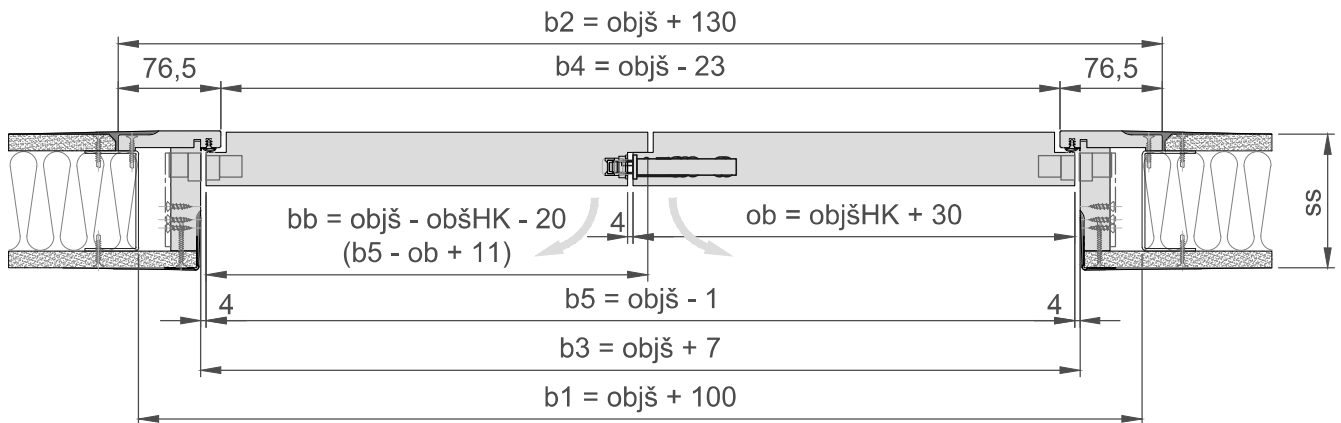 b2 = objš + 130
76,5
b4 = objš - 23
76,5
bb = objš - obšHK - 20
(b5 - ob + 11)
4
ob = objšHK + 30
ss
4
b5 = objš - 1
4
b3 = objš + 7
b1 = objš + 100